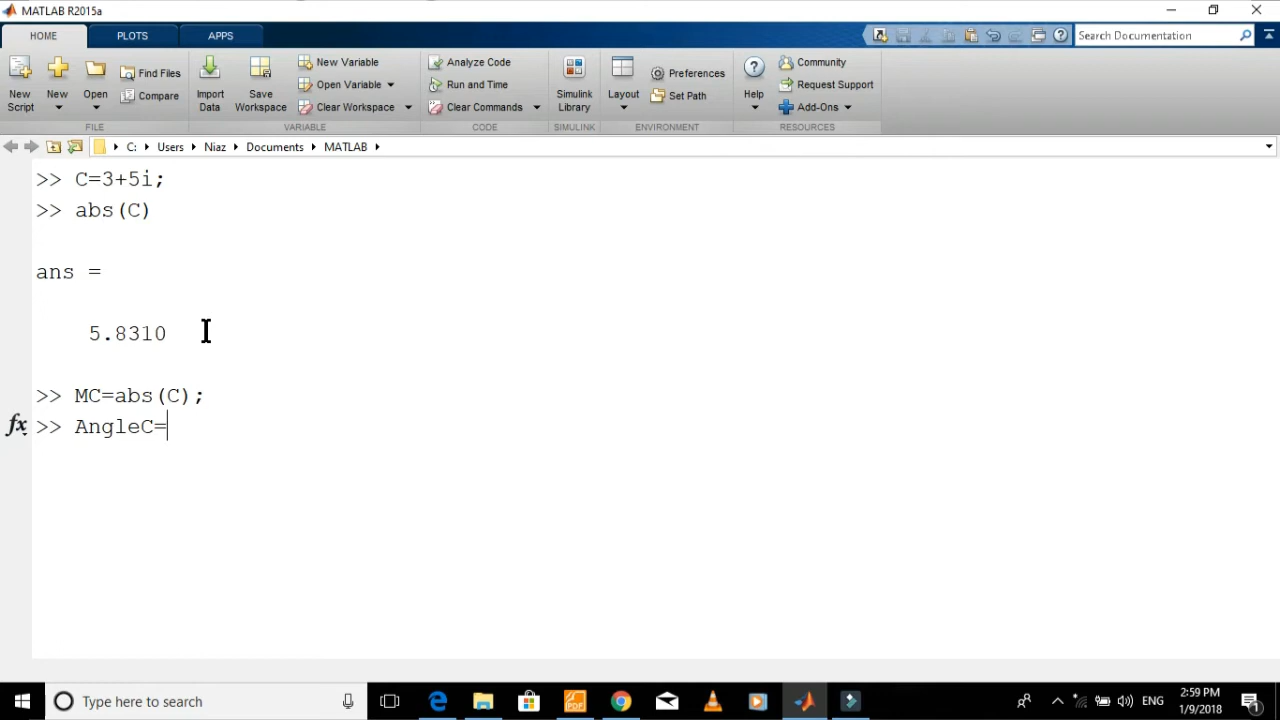 MATLAB R2015a
HOME PLOTS APPS
Search Documentation
New Script
New
Open
Find Files
Compare
Import Data
Save Workspace
New Variable
Open Variable
Clear Workspace
Analyze Code
Run and Time
Clear Commands
Simulink Library
Layout
Preferences
Set Path
Help
Community
Request Support
Add-Ons
FILE VARIABLE CODE SIMULINK ENVIRONMENT RESOURCES
C: Users Niaz Documents MATLAB
>> C=3+5i;
>> abs(C)
ans =
5.8310
>> MC=abs(C);
fx >> AngleC=
Type here to search
PDF
ENG
2:59 PM
1/9/2018
1